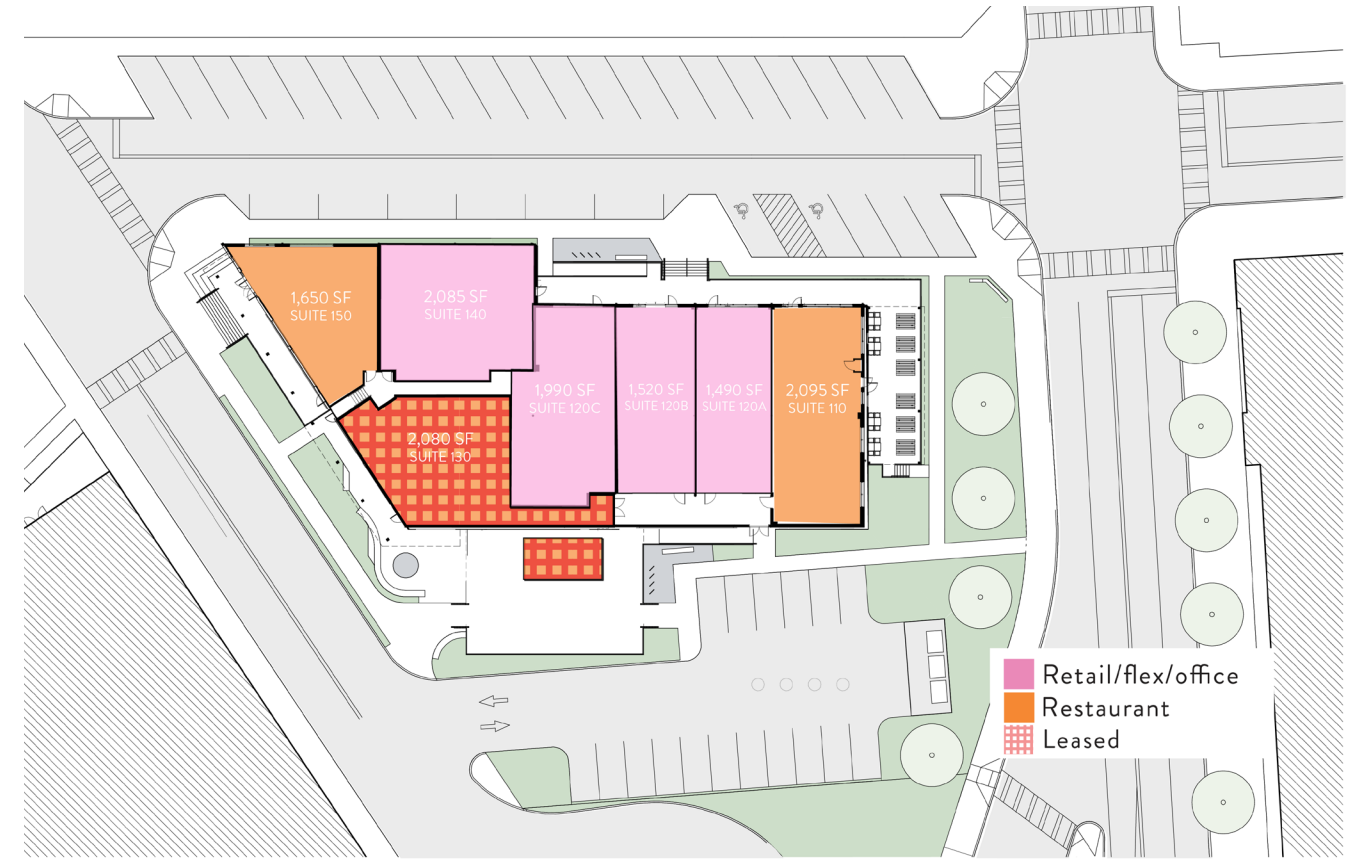 1,650 SF
SUITE 150
2,085 SF
SUITE 140
1,990 SF
SUITE 120C
1,520 SF
SUITE 120B
1,490 SF
SUITE 120A
2,095 SF
SUITE 110
2,080 SF
SUITE 130
Retail/flex/office
Restaurant
Leased